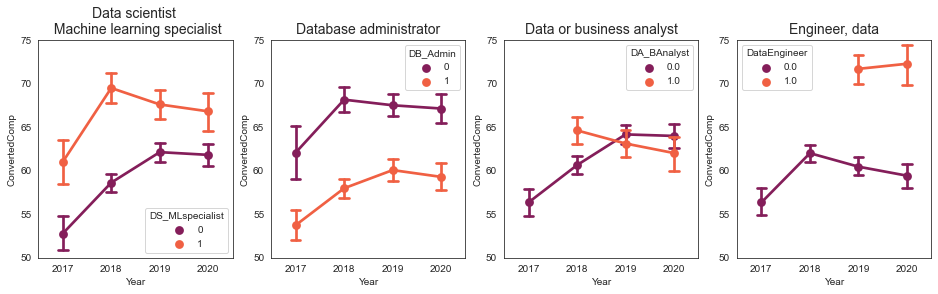 Data scientist
Machine learning specialist
75
70
65
60
55
50
ConvertedComp
DS_MLspecialist
0
1
2017 2018 2019 2020
Year
Database administrator
75
70
65
60
55
50
ConvertedComp
DB_Admin
0
1
2017 2018 2019 2020
Year
Data or business analyst
75
70
65
60
55
50
ConvertedComp
DA_BAnalyst
0.0
1.0
2017 2018 2019 2020
Year
Engineer, data
75
70
65
60
55
50
ConvertedComp
DataEngineer
0.0
1.0
2017 2018 2019 2020
Year